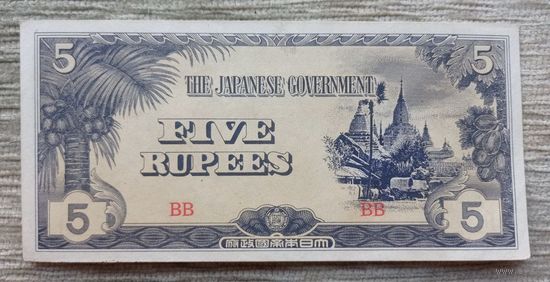 5 5
THE JAPANESE GOVERNMENT
FIVE
RUPEES
BB BB
5 5
大日本帝國政府